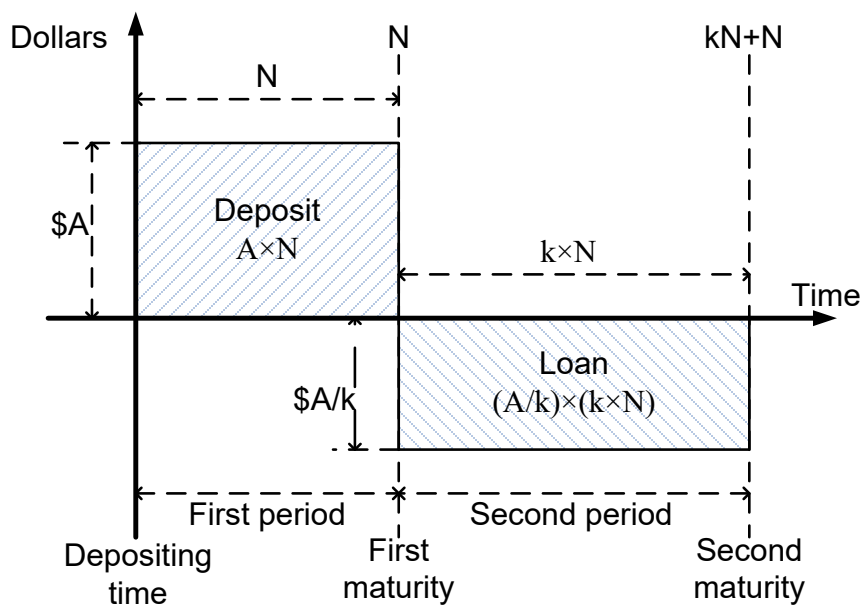 Dollars
N
kN+N
N
$A
Deposit
A×N
k×N
Time
$A/k
Loan
(A/k)×(k×N)
First period
Second period
Depositing
time
First
maturity
Second
maturity